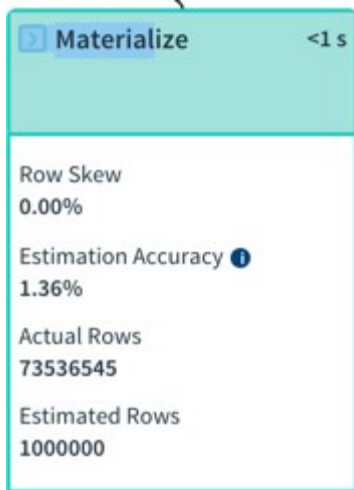 Materialize <1 s
Row Skew
0.00%
Estimation Accuracy
1.36%
Actual Rows
73536545
Estimated Rows
1000000